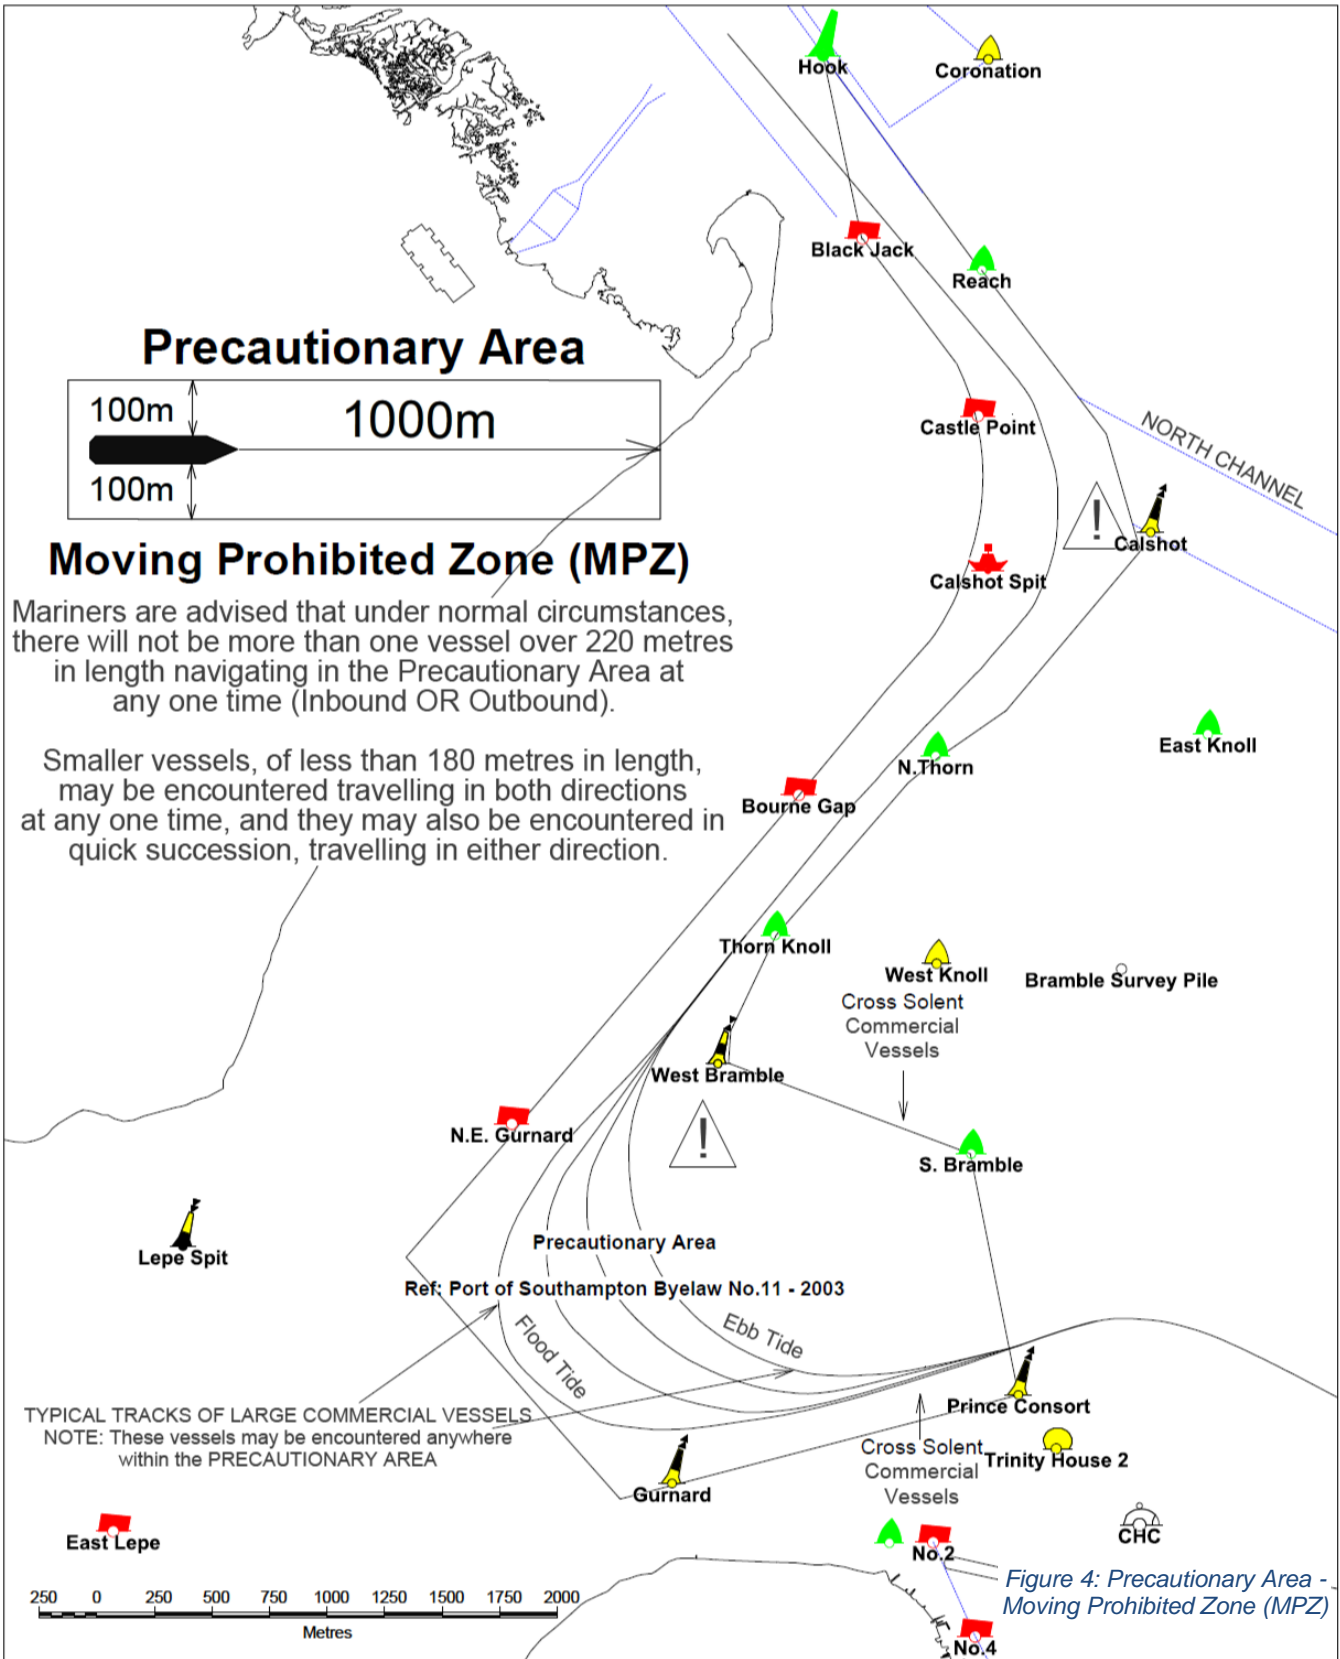 Hook
Coronation
Black Jack
Reach
Precautionary Area
100m
1000m
100m
Castle Point
NORTH CHANNEL
!
Calshot
Moving Prohibited Zone (MPZ)
Calshot Spit
Mariners are advised that under normal circumstances,
there will not be more than one vessel over 220 metres
in length navigating in the Precautionary Area at
any one time (Inbound OR Outbound).
East Knoll
N.Thorn
Smaller vessels, of less than 180 metres in length,
may be encountered travelling in both directions
at any one time, and they may also be encountered in
quick succession, travelling in either direction.
Bourne Gap
Thorn Knoll
West Knoll
Bramble Survey Pile
Cross Solent
Commercial
Vessels
West Bramble
N.E. Gurnard
!
S. Bramble
Lepe Spit
Precautionary Area
Ref: Port of Southampton Byelaw No.11 - 2003
Flood Tide
Ebb Tide
TYPICAL TRACKS OF LARGE COMMERCIAL VESSELS
NOTE: These vessels may be encountered anywhere
within the PRECAUTIONARY AREA
Prince Consort
Cross Solent
Commercial
Vessels
Trinity House 2
Gurnard
East Lepe
CHC
No.2
Figure 4: Precautionary Area -
Moving Prohibited Zone (MPZ)
250 0 250 500 750 1000 1250 1500 1750 2000
Metres
No.4